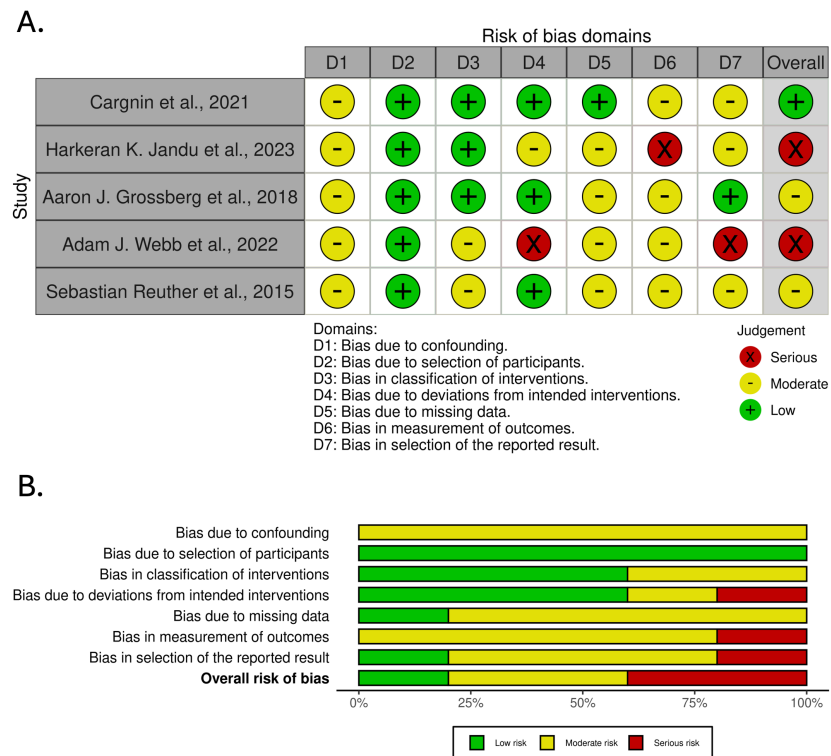 A.
Risk of bias domains
D1 D2 D3 D4 D5 D6 D7 Overall
Study
Cargnin et al., 2021 - + + + + - - +
Harkeran K. Jandu et al., 2023 - + + - - X - X
Aaron J. Grossberg et al., 2018 - + + + - - + -
Adam J. Webb et al., 2022 - + - X - - X X
Sebastian Reuther et al., 2015 - + - + - - - -
Domains:
D1: Bias due to confounding.
D2: Bias due to selection of participants.
D3: Bias in classification of interventions.
D4: Bias due to deviations from intended interventions.
D5: Bias due to missing data.
D6: Bias in measurement of outcomes.
D7: Bias in selection of the reported result.
Judgement
X Serious
- Moderate
+ Low
B.
Bias due to confounding
Bias due to selection of participants
Bias in classification of interventions
Bias due to deviations from intended interventions
Bias due to missing data
Bias in measurement of outcomes
Bias in selection of the reported result
Overall risk of bias
0% 25% 50% 75% 100%
Low risk Moderate risk Serious risk